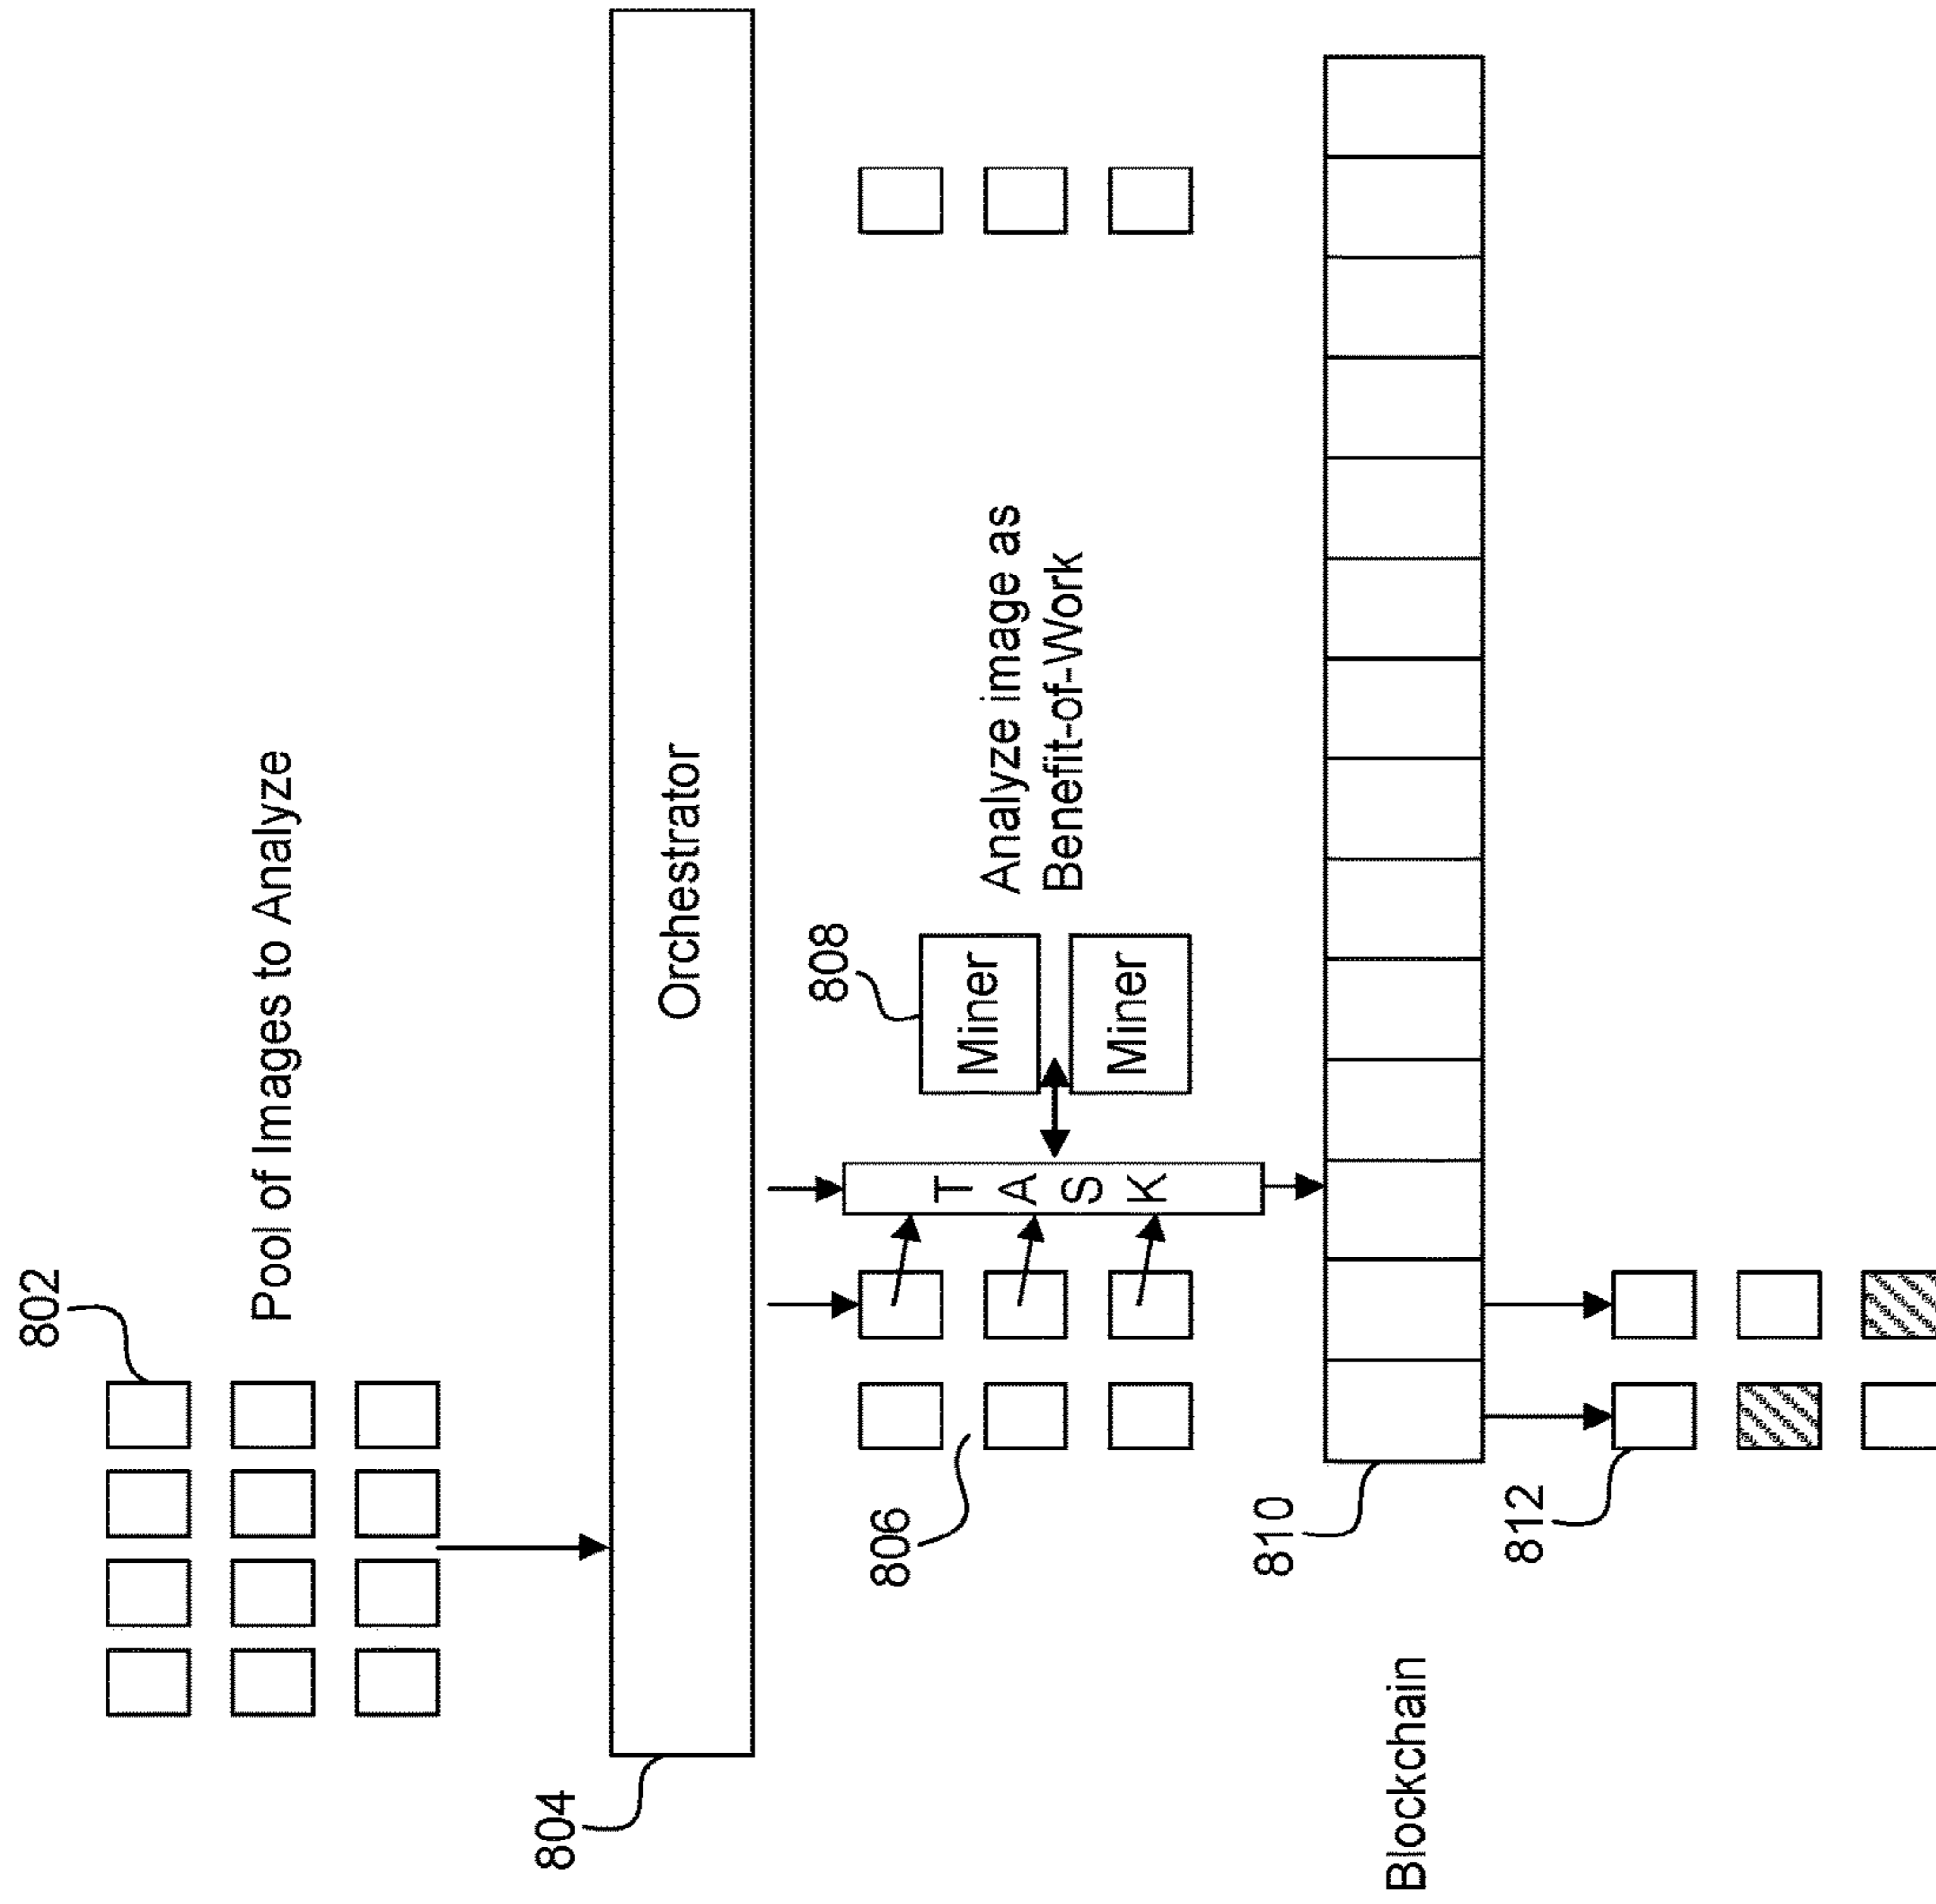 802
Pool of Images to Analyze
804
Orchestrator
806
TASK
808
Miner
Miner
Analyze image as
Benefit-of-Work
810
Blockchain
812